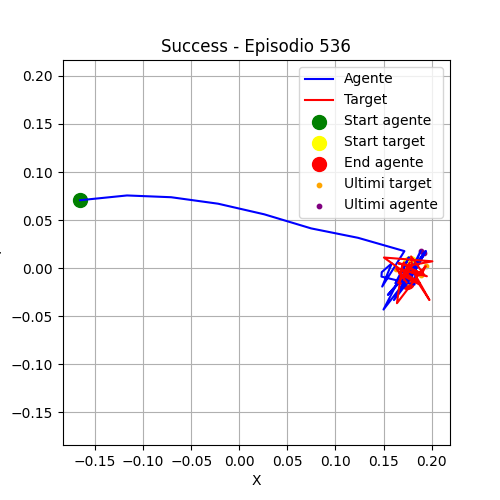 Success - Episodio 536
Agente
Target
Start agente
Start target
End agente
Ultimi target
Ultimi agente
0.20
0.15
0.10
0.05
0.00
−0.05
−0.10
−0.15
−0.15 −0.10 −0.05 0.00 0.05 0.10 0.15 0.20
X